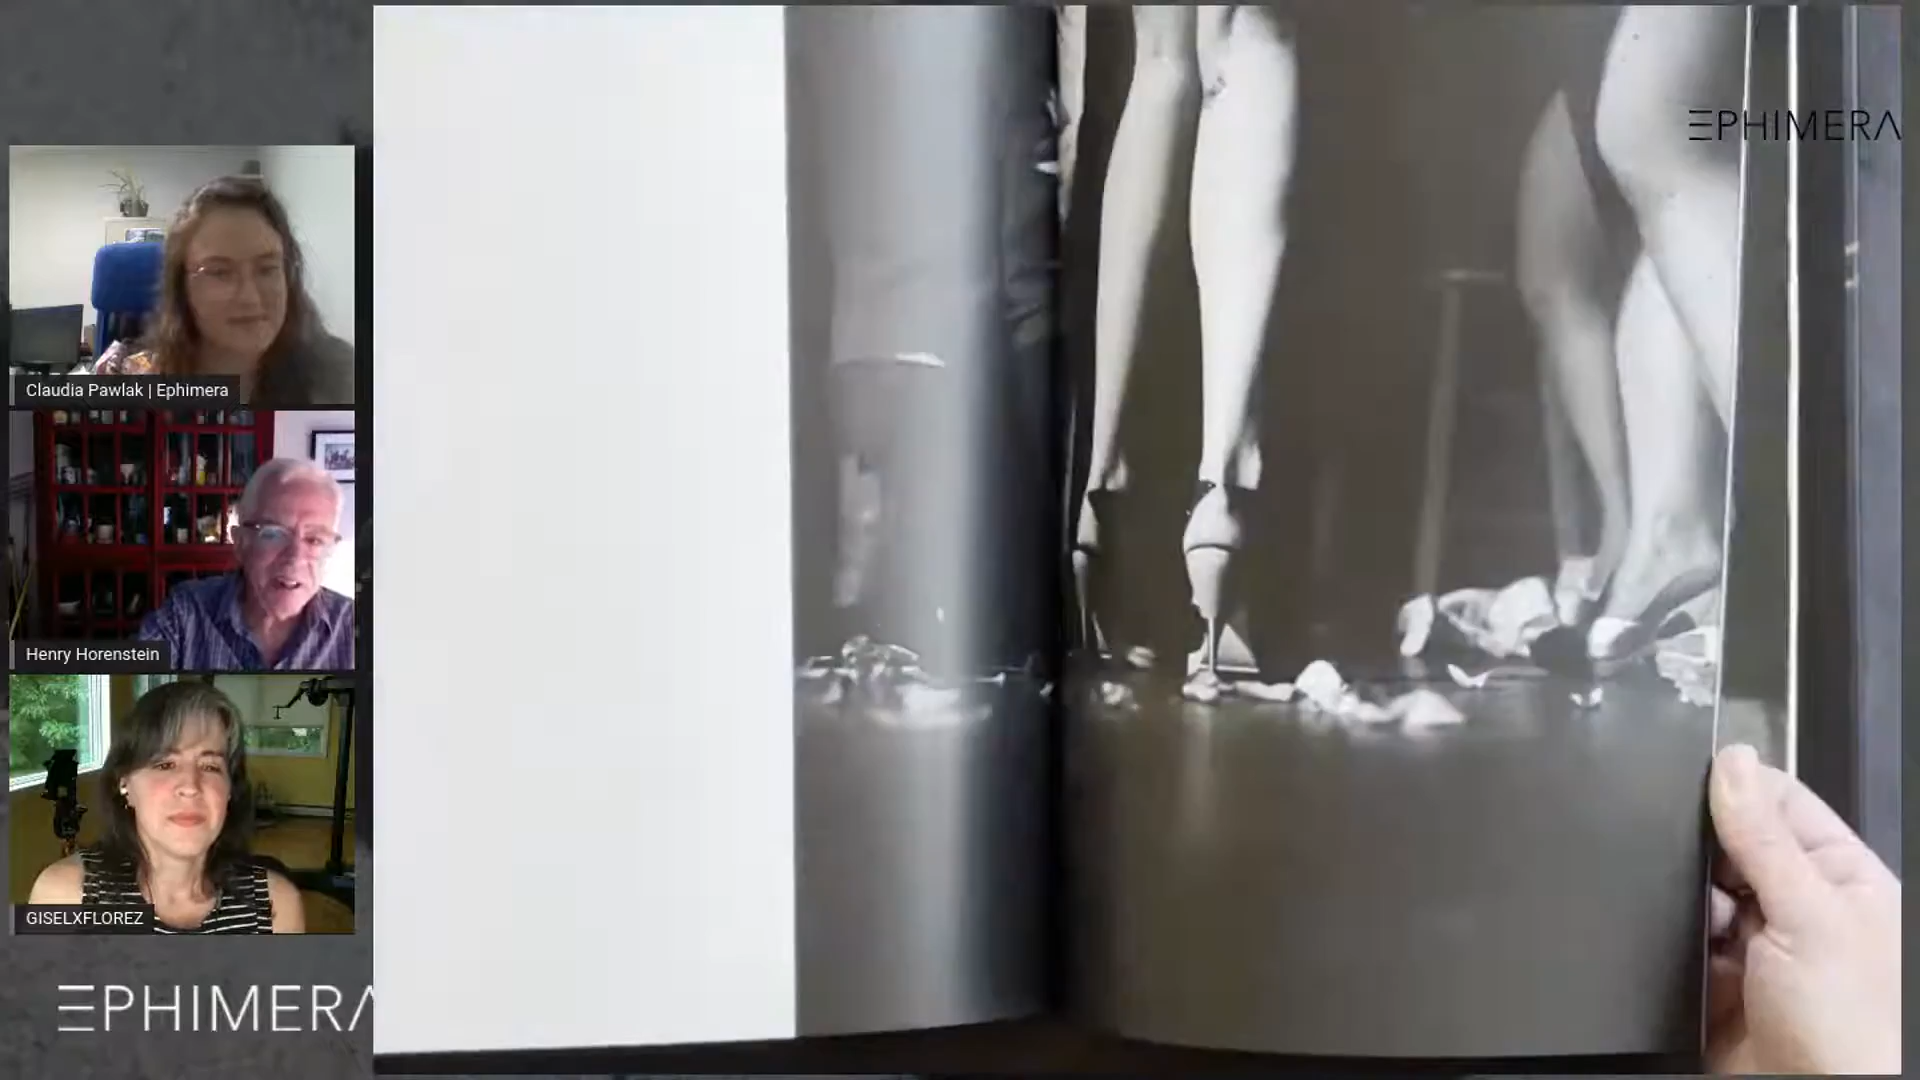 EPHIMERA
Claudia Pawlak | Ephimera
Henry Horenstein
GISELXFLOREZ
EPHIMERA